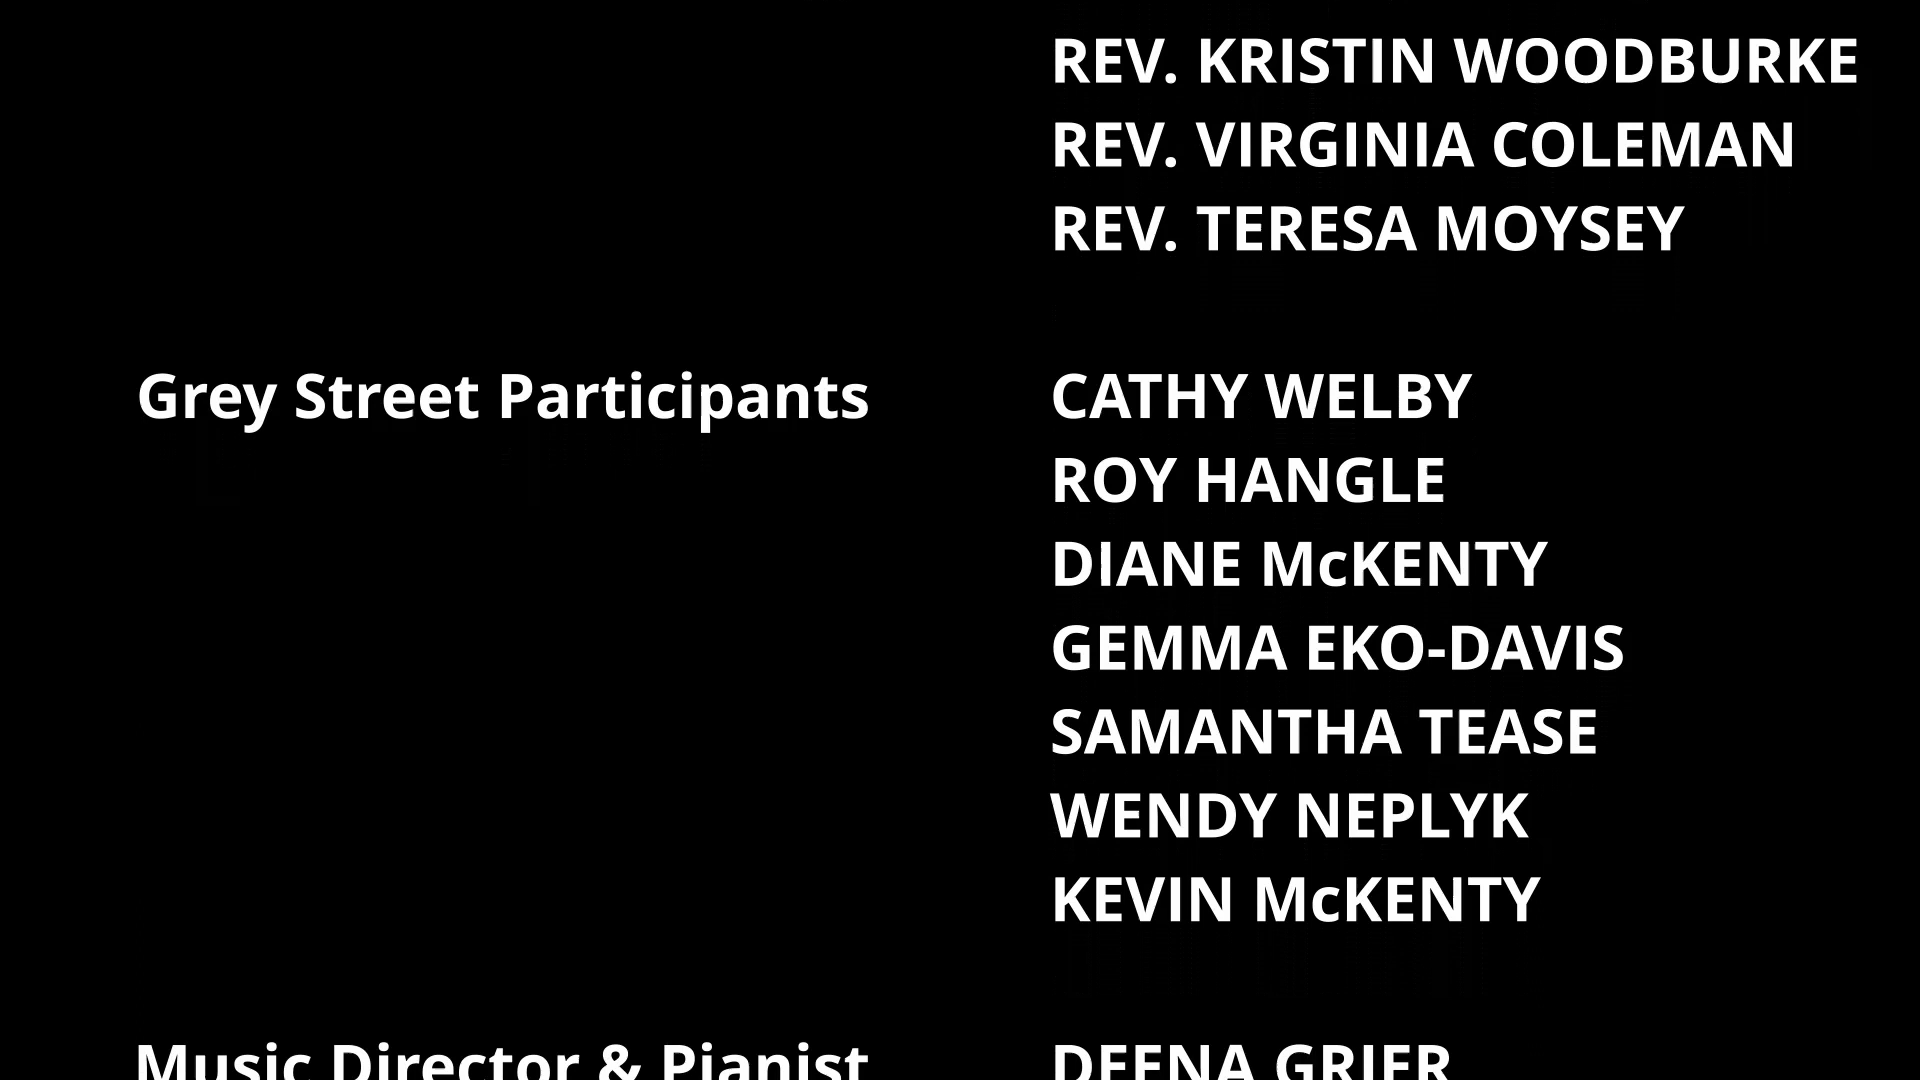 REV. KRISTIN WOODBURKE
REV. VIRGINIA COLEMAN
REV. TERESA MOYSEY
Grey Street Participants CATHY WELBY
ROY HANGLE
DIANE McKENTY
GEMMA EKO-DAVIS
SAMANTHA TEASE
WENDY NEPLYK
KEVIN McKENTY
Music Director & Pianist DEENA GRIER